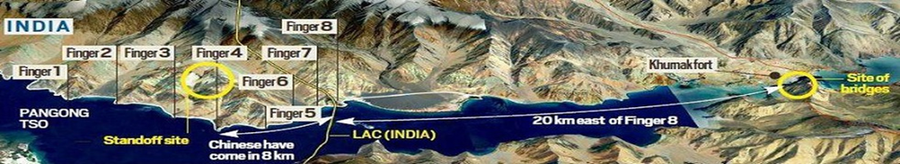 INDIA
Finger 8
Finger 2
Finger 3
Finger 4
Finger 7
Finger 1
Finger 6
Khurnak fort
Site of
bridges
PANGONG
TSO
Finger 5
20 km east of Finger 8
Standoff site
Chinese have
come in 8 km
LAC (INDIA)